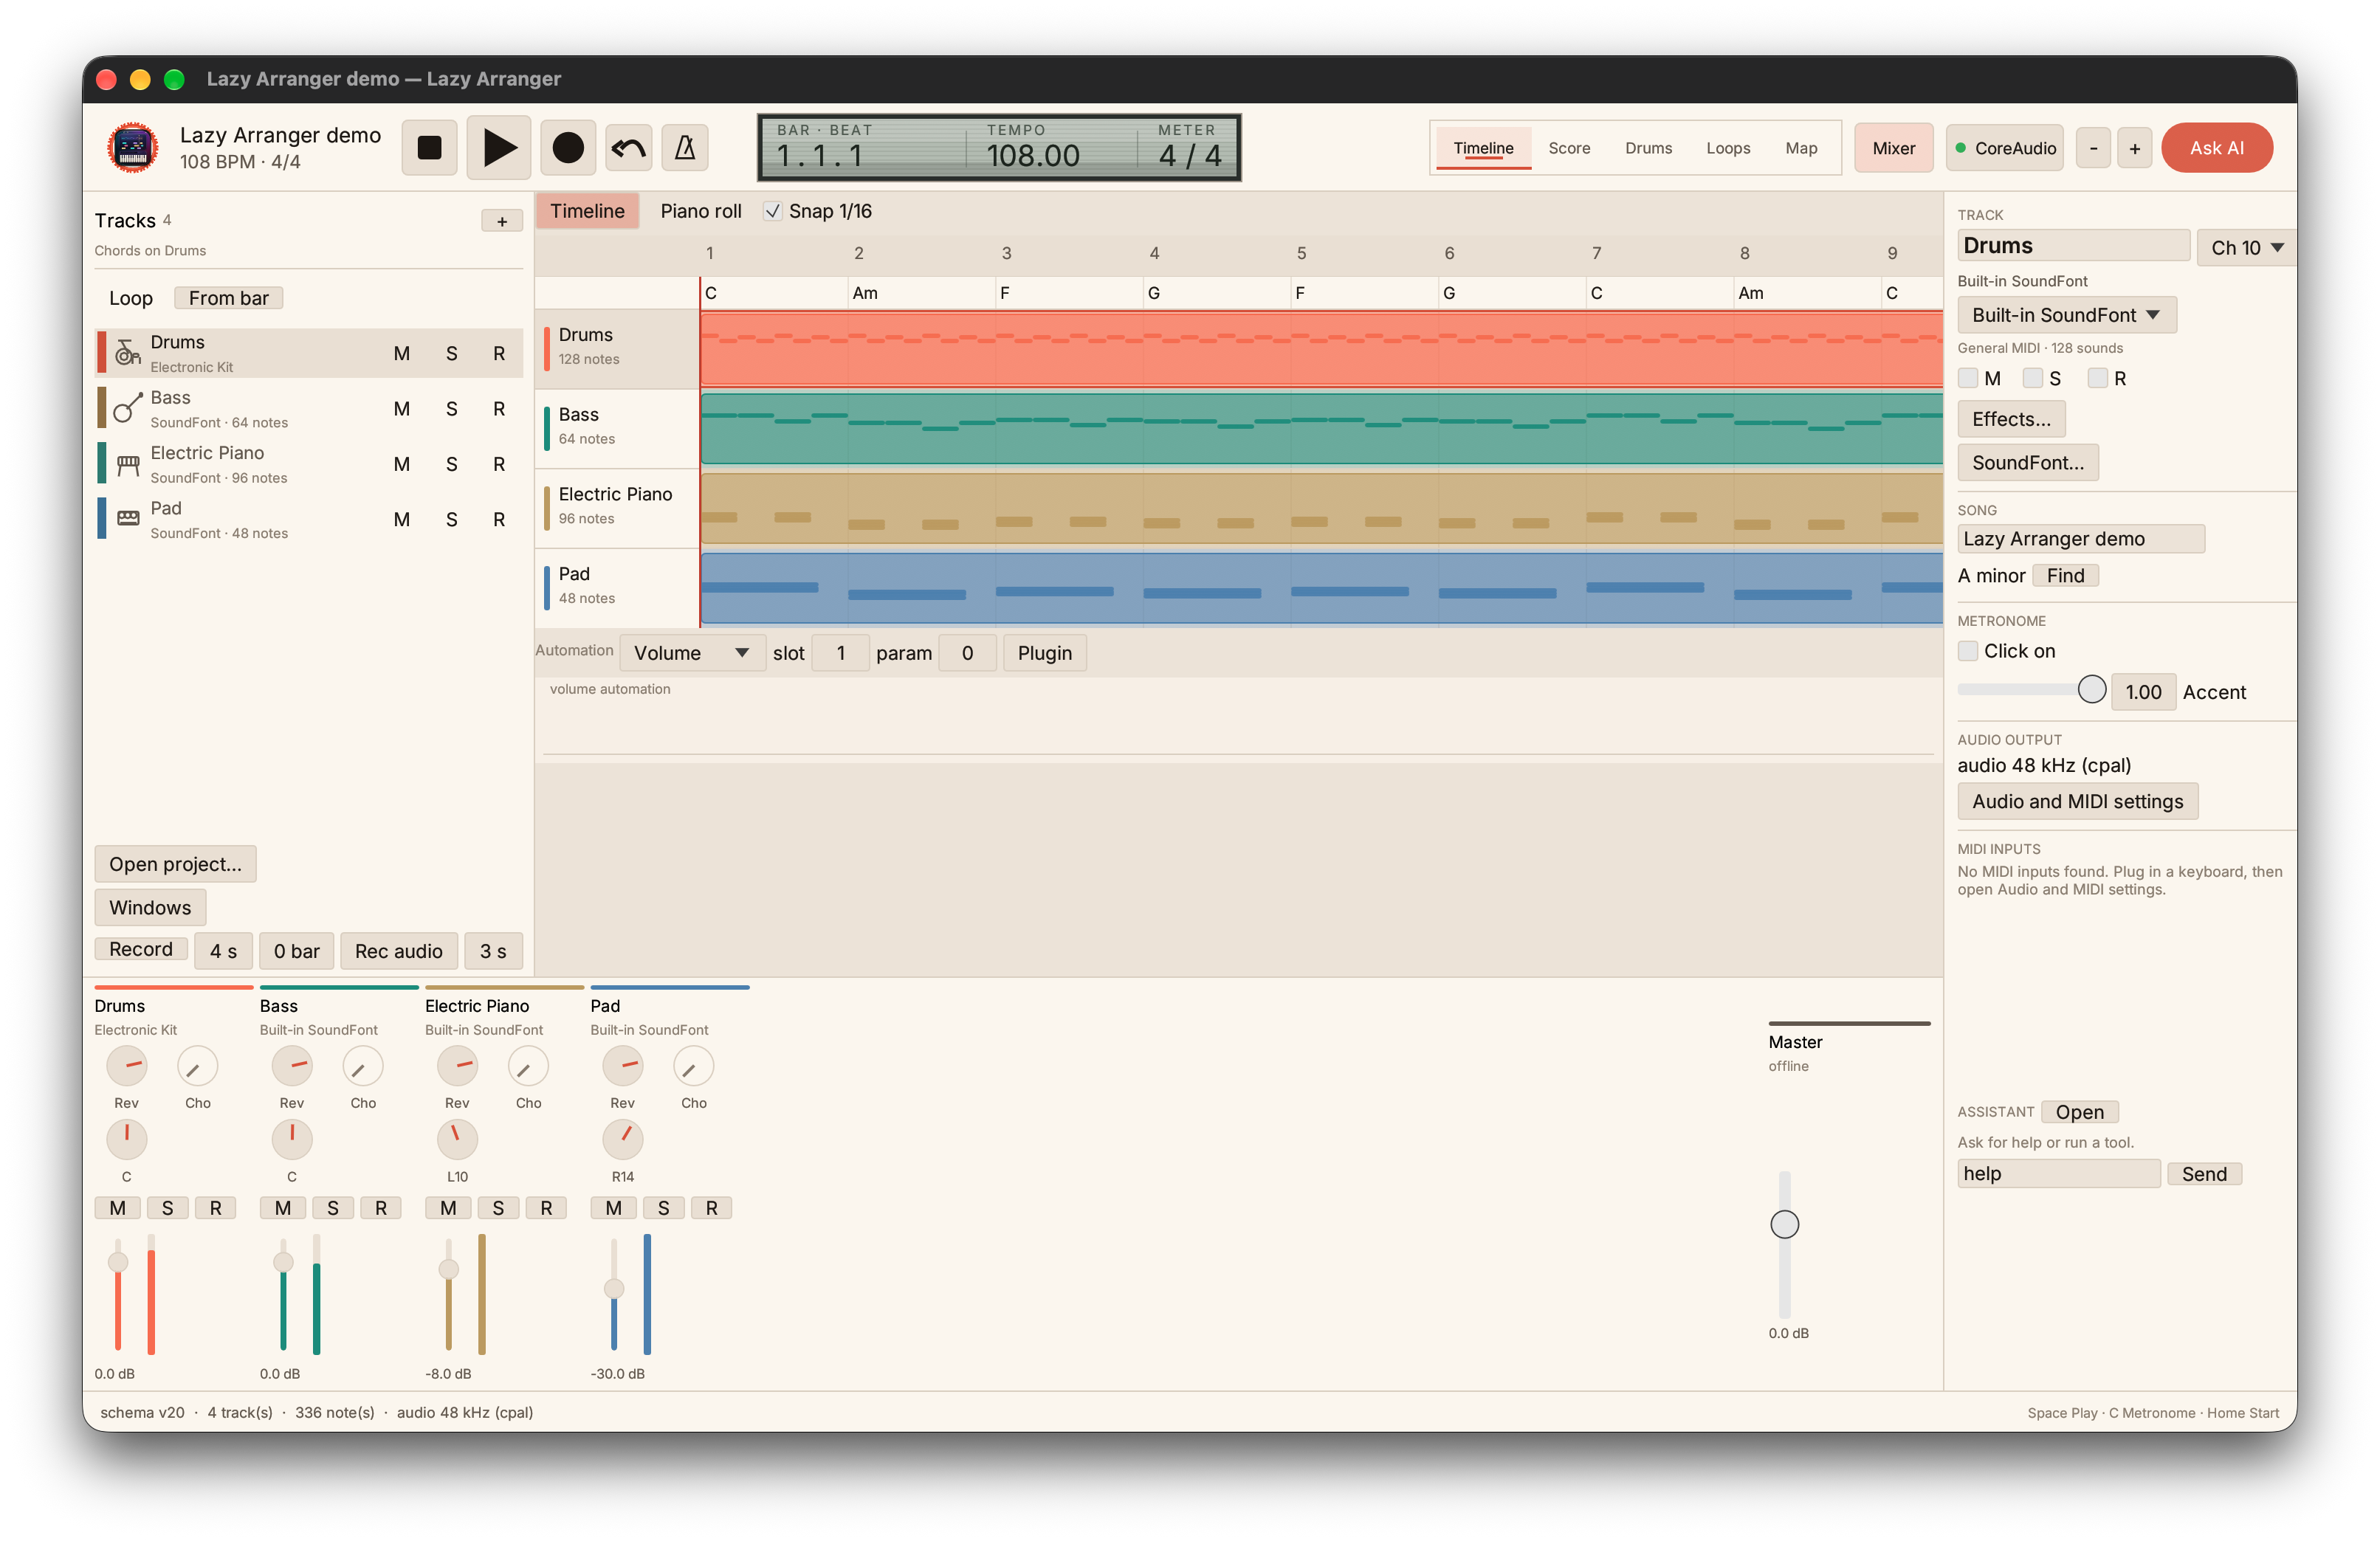 Lazy Arranger demo — Lazy Arranger
Lazy Arranger demo
108 BPM · 4/4
BAR · BEAT TEMPO METER
1 . 1 . 1 108.00 4 / 4
Timeline Score Drums Loops Map Mixer CoreAudio - + Ask AI
Tracks 4 +
Chords on Drums
Loop From bar
Drums M S R
Electronic Kit
Bass M S R
SoundFont · 64 notes
Electric Piano M S R
SoundFont · 96 notes
Pad M S R
SoundFont · 48 notes
Open project...
Windows
Record 4 s 0 bar Rec audio 3 s
Timeline Piano roll Snap 1/16
1 2 3 4 5 6 7 8 9
C Am F G F G C Am C
Drums
128 notes
Bass
64 notes
Electric Piano
96 notes
Pad
48 notes
Automation Volume slot 1 param 0 Plugin
volume automation
TRACK
Drums Ch 10
Built-in SoundFont
Built-in SoundFont
General MIDI · 128 sounds
M S R
Effects...
SoundFont...
SONG
Lazy Arranger demo
A minor Find
METRONOME
Click on
1.00 Accent
AUDIO OUTPUT
audio 48 kHz (cpal)
Audio and MIDI settings
MIDI INPUTS
No MIDI inputs found. Plug in a keyboard, then
open Audio and MIDI settings.
ASSISTANT Open
Ask for help or run a tool.
help Send
Drums Bass Electric Piano Pad
Electronic Kit Built-in SoundFont Built-in SoundFont Built-in SoundFont
Rev Cho Rev Cho Rev Cho Rev Cho
C C L10 R14
M S R M S R M S R M S R
0.0 dB 0.0 dB -8.0 dB -30.0 dB
Master
offline
0.0 dB
schema v20 · 4 track(s) · 336 note(s) · audio 48 kHz (cpal)
Space Play · C Metronome · Home Start